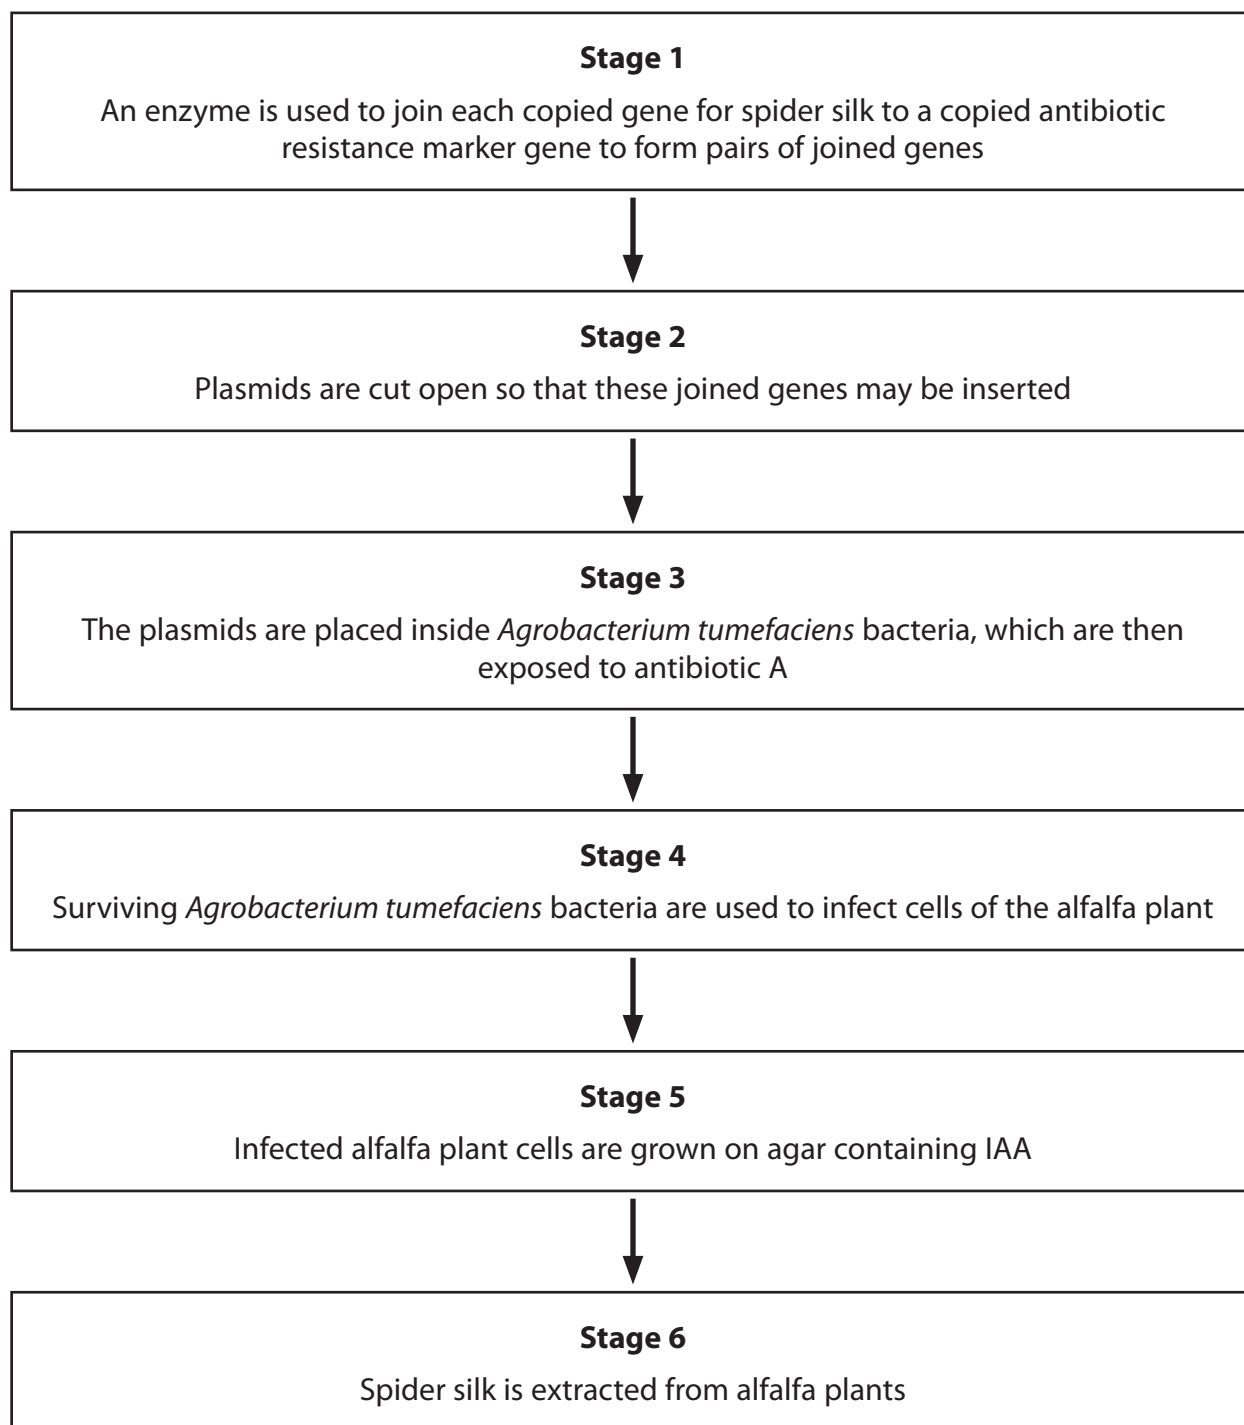 Stage 1
An enzyme is used to join each copied gene for spider silk to a copied antibiotic
resistance marker gene to form pairs of joined genes
Stage 2
Plasmids are cut open so that these joined genes may be inserted
Stage 3
The plasmids are placed inside Agrobacterium tumefaciens bacteria, which are then
exposed to antibiotic A
Stage 4
Surviving Agrobacterium tumefaciens bacteria are used to infect cells of the alfalfa plant
Stage 5
Infected alfalfa plant cells are grown on agar containing IAA
Stage 6
Spider silk is extracted from alfalfa plants